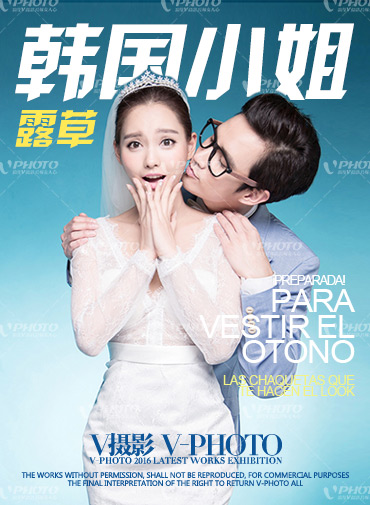 韩国小姐
露草
PREPARADA!
PARA
VESTIR EL
OTONO
LAS CHAQUETAS QUE
TE HACEN EL LOOK
V摄影 V-PHOTO
V-PHOTO 2016 LATEST WORKS EXHIBITION
THE WORKS WITHOUT PERMISSION, SHALL NOT BE REPRODUCED, FOR COMMERCIAL PURPOSES
THE FINAL INTERPRETATION OF THE RIGHT TO RETURN V-PHOTO ALL